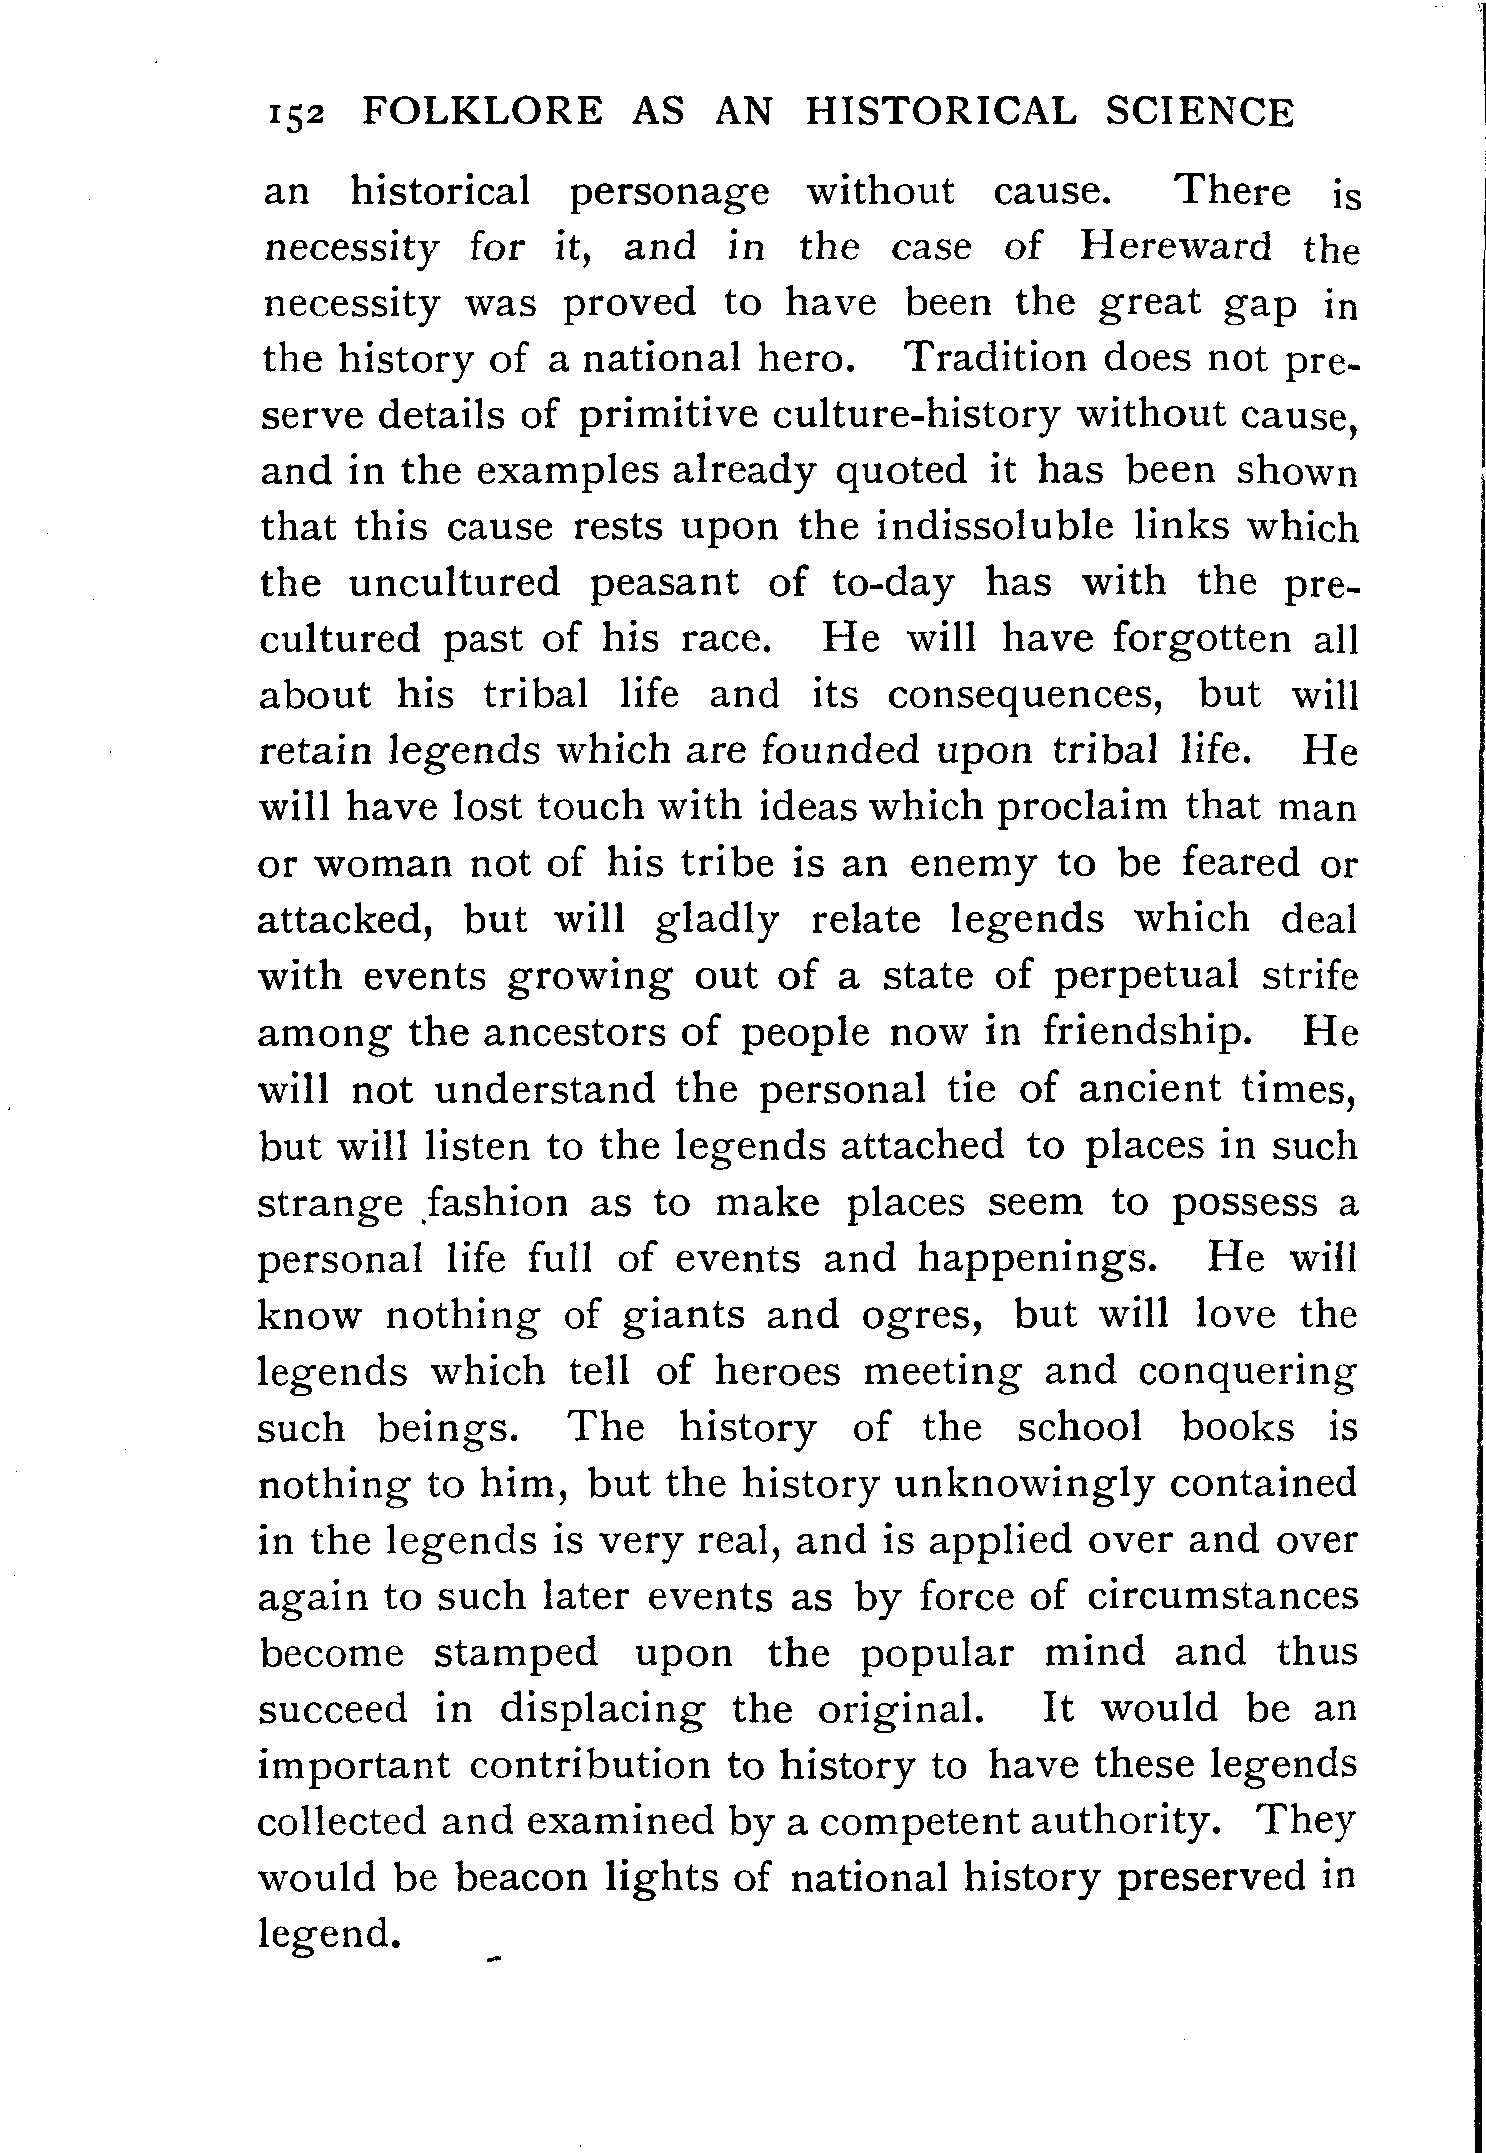 152 FOLKLORE AS AN HISTORICAL SCIENCE
an historical personage without cause. There is
necessity for it, and in the case of Hereward the
necessity was proved to have been the great gap in
the history of a national hero. Tradition does not pre-
serve details of primitive culture-history without cause,
and in the examples already quoted it has been shown
that this cause rests upon the indissoluble links which
the uncultured peasant of to-day has with the pre-
cultured past of his race. He will have forgotten all
about his tribal life and its consequences, but will
retain legends which are founded upon tribal life. He
will have lost touch with ideas which proclaim that man
or woman not of his tribe is an enemy to be feared or
attacked, but will gladly relate legends which deal
with events growing out of a state of perpetual strife
among the ancestors of people now in friendship. He
will not understand the personal tie of ancient times,
but will listen to the legends attached to places in such
strange fashion as to make places seem to possess a
personal life full of events and happenings. He will
know nothing of giants and ogres, but will love the
legends which tell of heroes meeting and conquering
such beings. The history of the school books is
nothing to him, but the history unknowingly contained
in the legends is very real, and is applied over and over
again to such later events as by force of circumstances
become stamped upon the popular mind and thus
succeed in displacing the original. It would be an
important contribution to history to have these legends
collected and examined by a competent authority. They
would be beacon lights of national history preserved in
legend.